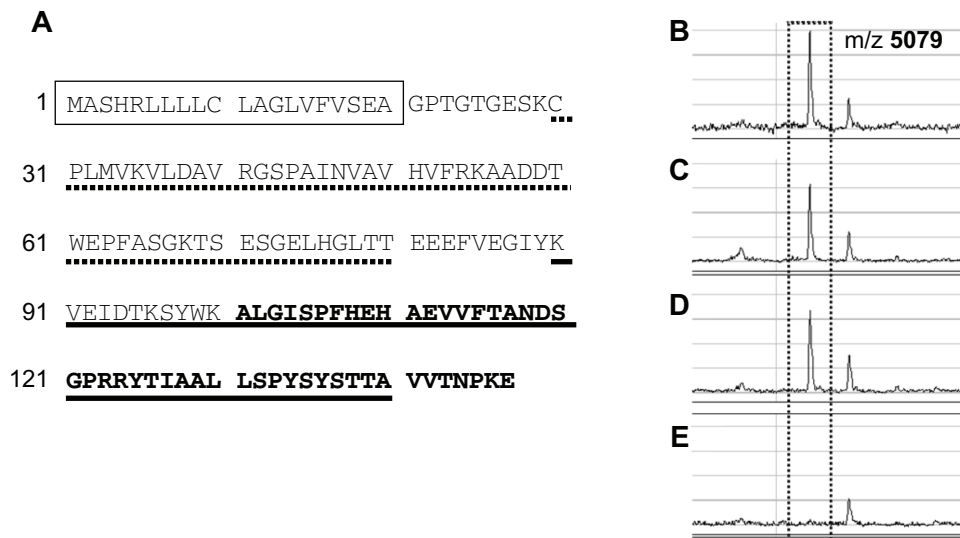 A
1 MASHRLLLLC LAGLVFVSEA GPTGTGESKC
31 PLMVKVLDAV RGSPAINVAV HVFRKAADDT
61 WEPFASGKTS ESGELHGLTT EEEFVEGIYK
91 VEIDTKSYWK ALGISPFHEH AEVVFTANDS
121 GPRRYTIAAL LSPYSYSTTA VVTNPKE
B
m/z 5079
C
D
E